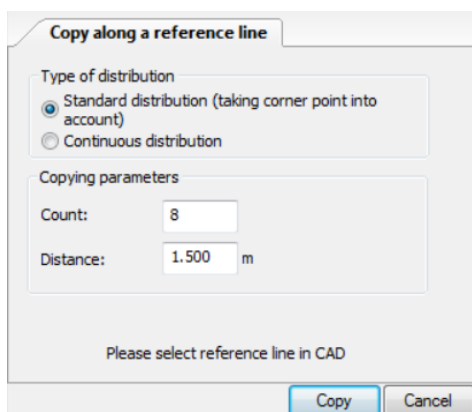 Copy along a reference line
Type of distribution
Standard distribution (taking corner point into
account)
Continuous distribution
Copying parameters
Count: 8
Distance: 1.500 m
Please select reference line in CAD
Copy Cancel